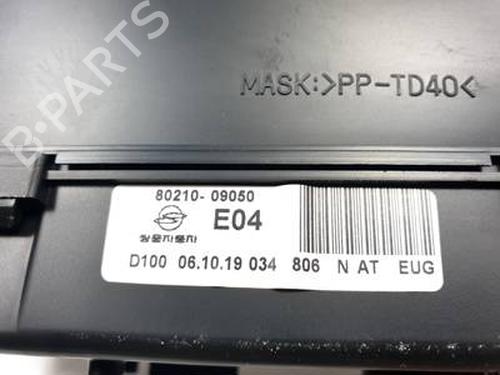 B-PARTS
MASK:>PP-TD40<
80210- 09050
E04
쌍용자동차
D100 06.10.19 034 806 N AT EUG